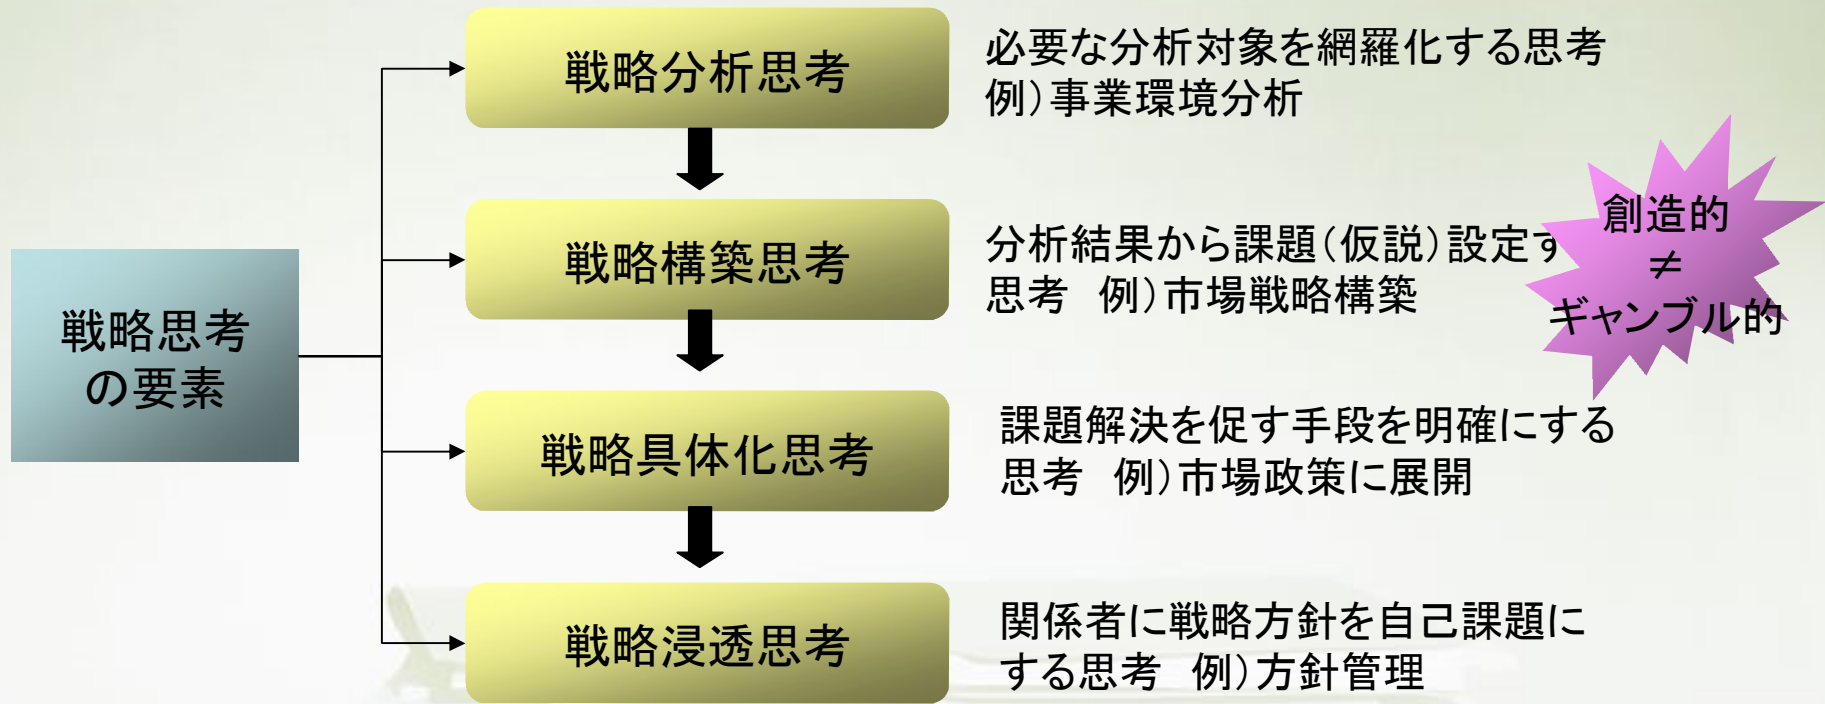 戦略思考
の要素
戦略分析思考
必要な分析対象を網羅化する思考
例）事業環境分析
戦略構築思考
分析結果から課題（仮説）設定す
思考　例）市場戦略構築
創造的
≠
ギャンブル的
戦略具体化思考
課題解決を促す手段を明確にする
思考　例）市場政策に展開
戦略浸透思考
関係者に戦略方針を自己課題に
する思考　例）方針管理